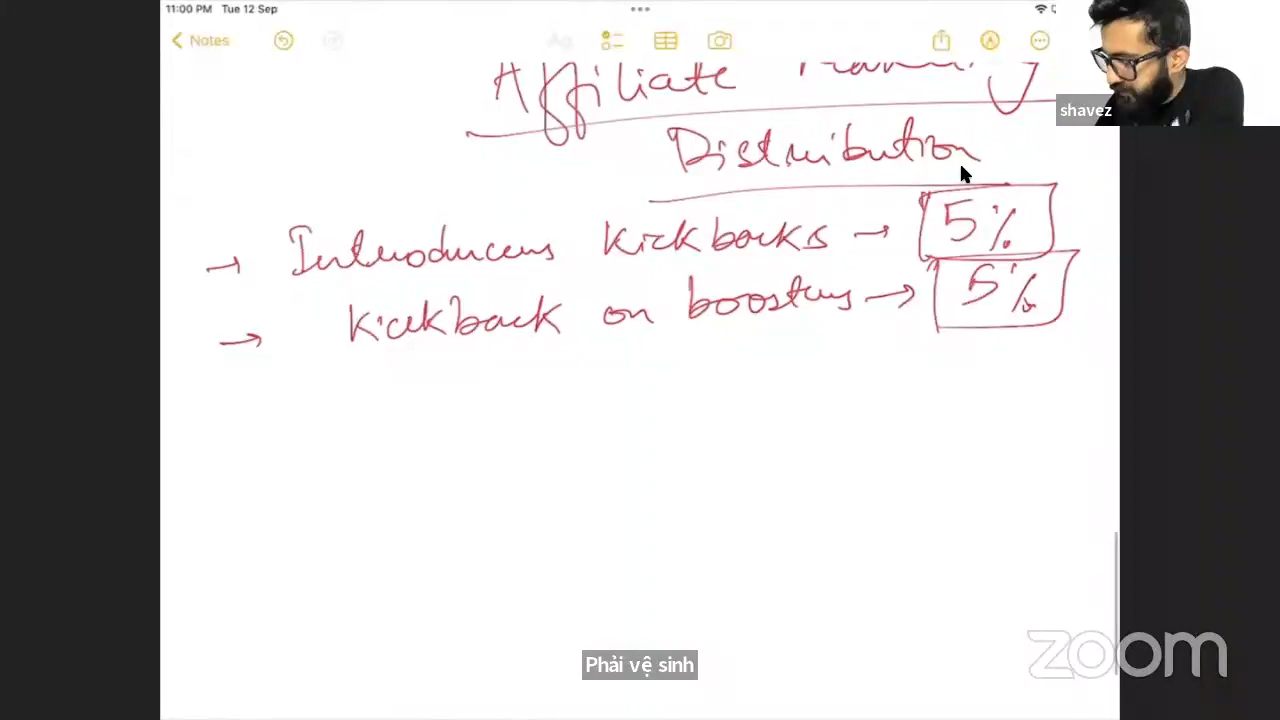 11:00 PM Tue 12 Sep
Notes
Aa
shavez
Affiliate
Distribution
→ Introducers kickbacks → 5%
→ kickback on boosters → 5%
Phải vệ sinh
zoom